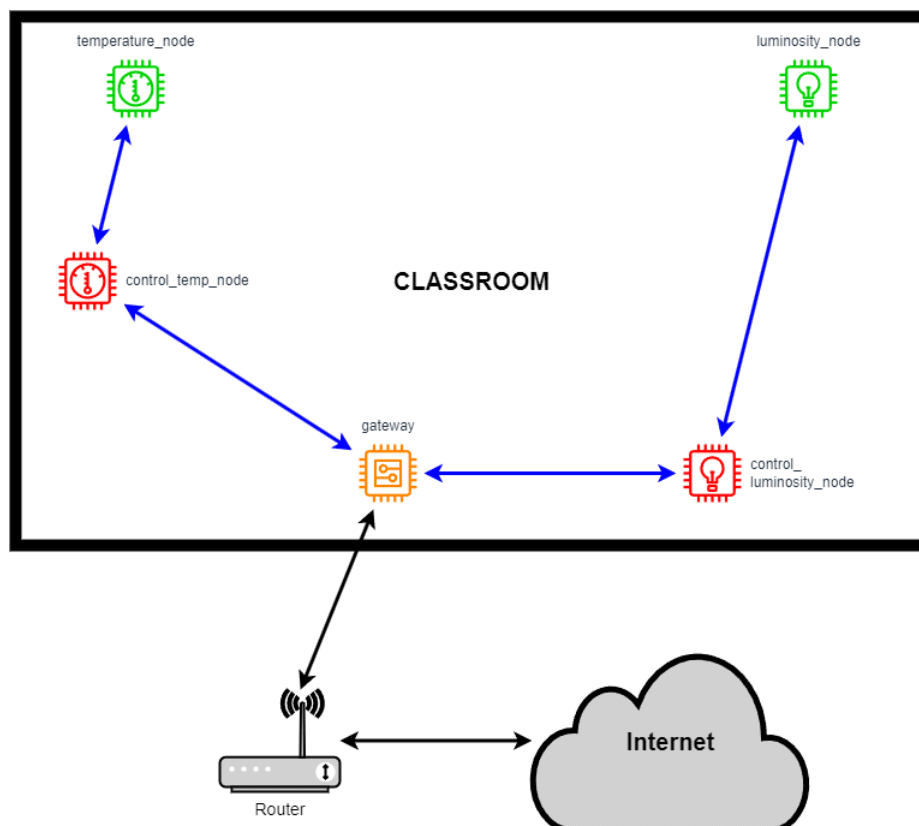 temperature_node
luminosity_node
control_temp_node
CLASSROOM
gateway
control_
luminosity_node
Internet
Router